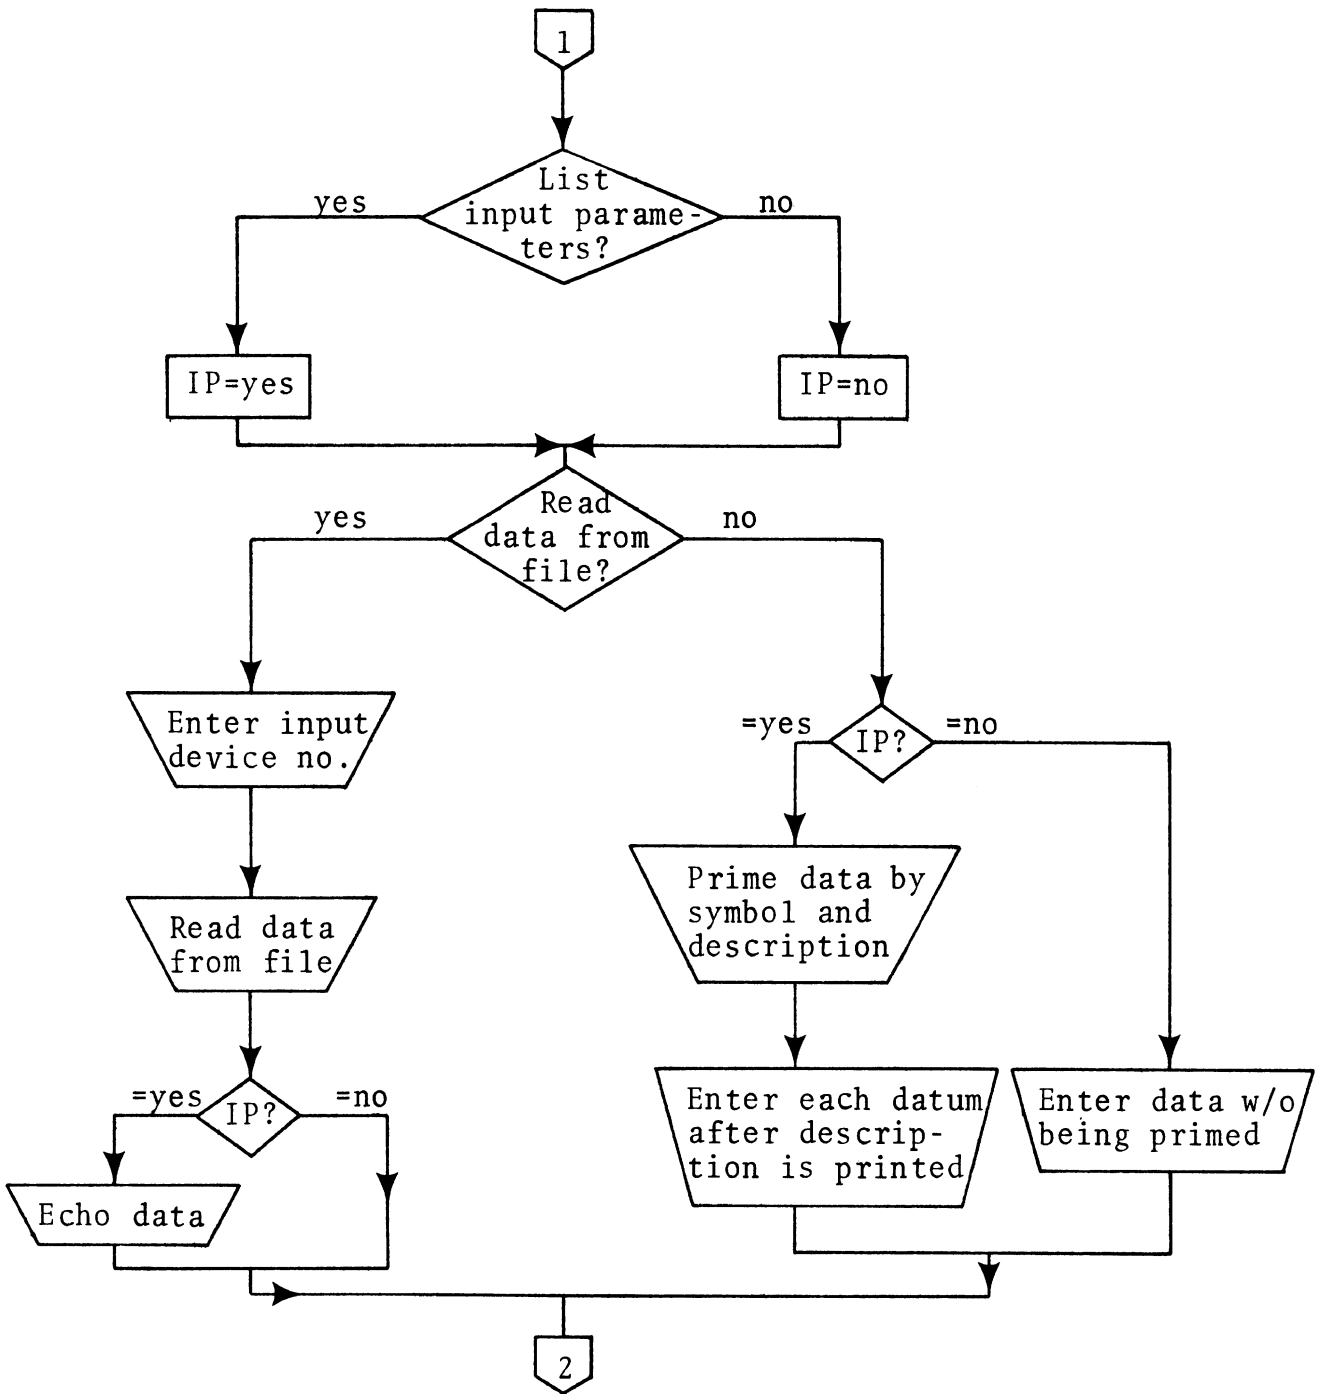 1
List
input parame-
ters?
yes
no
IP=yes
IP=no
Read
data from
file?
yes
no
Enter input
device no.
=yes
IP?
=no
Prime data by
symbol and
description
Read data
from file
=yes
IP?
=no
Enter each datum
after descrip-
tion is printed
Enter data w/o
being primed
Echo data
2